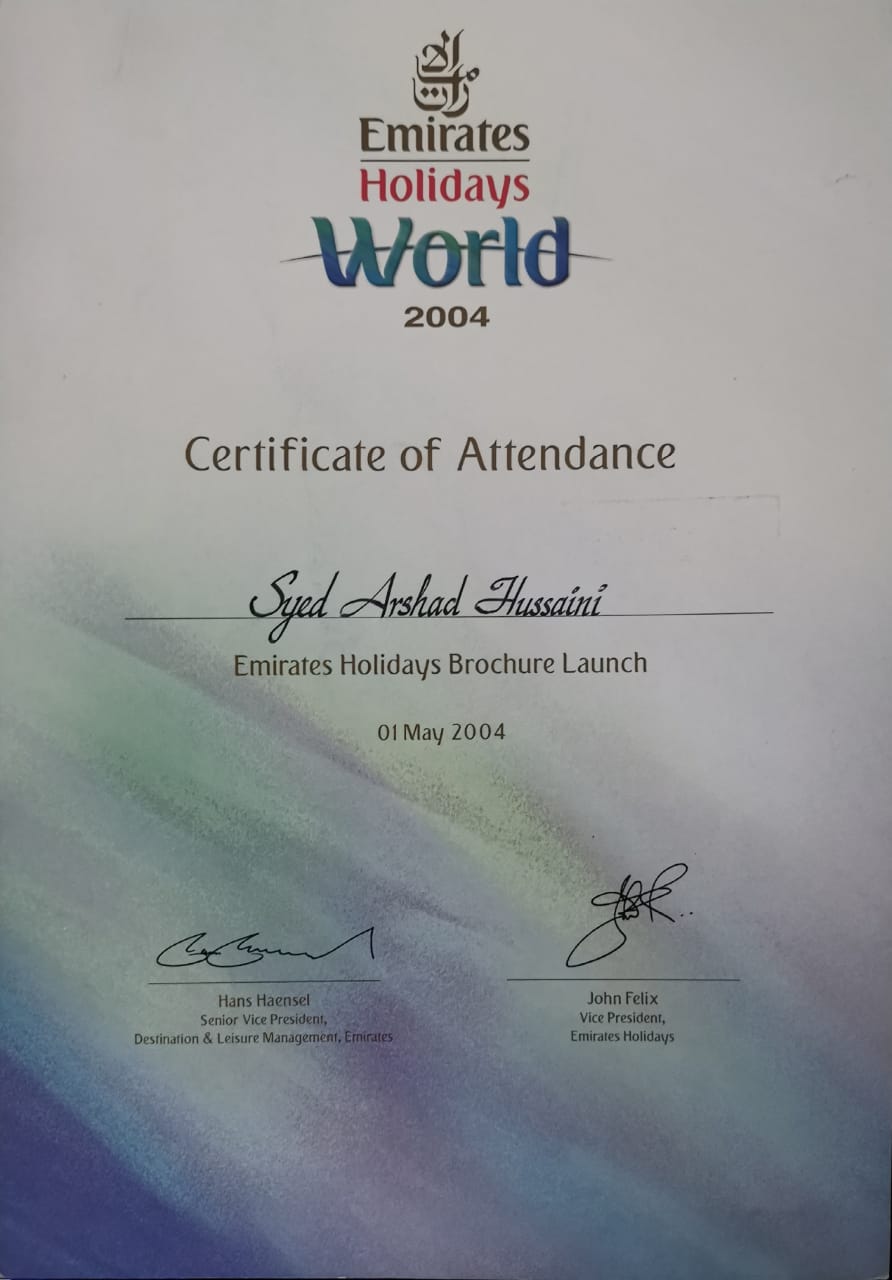 الإمارات
Emirates
Holidays
World
2004
Certificate of Attendance
Syed Arshad Hussaini
Emirates Holidays Brochure Launch
01 May 2004
Hans Haensel
Senior Vice President,
Destination & Leisure Management, Emirates
John Felix
Vice President,
Emirates Holidays